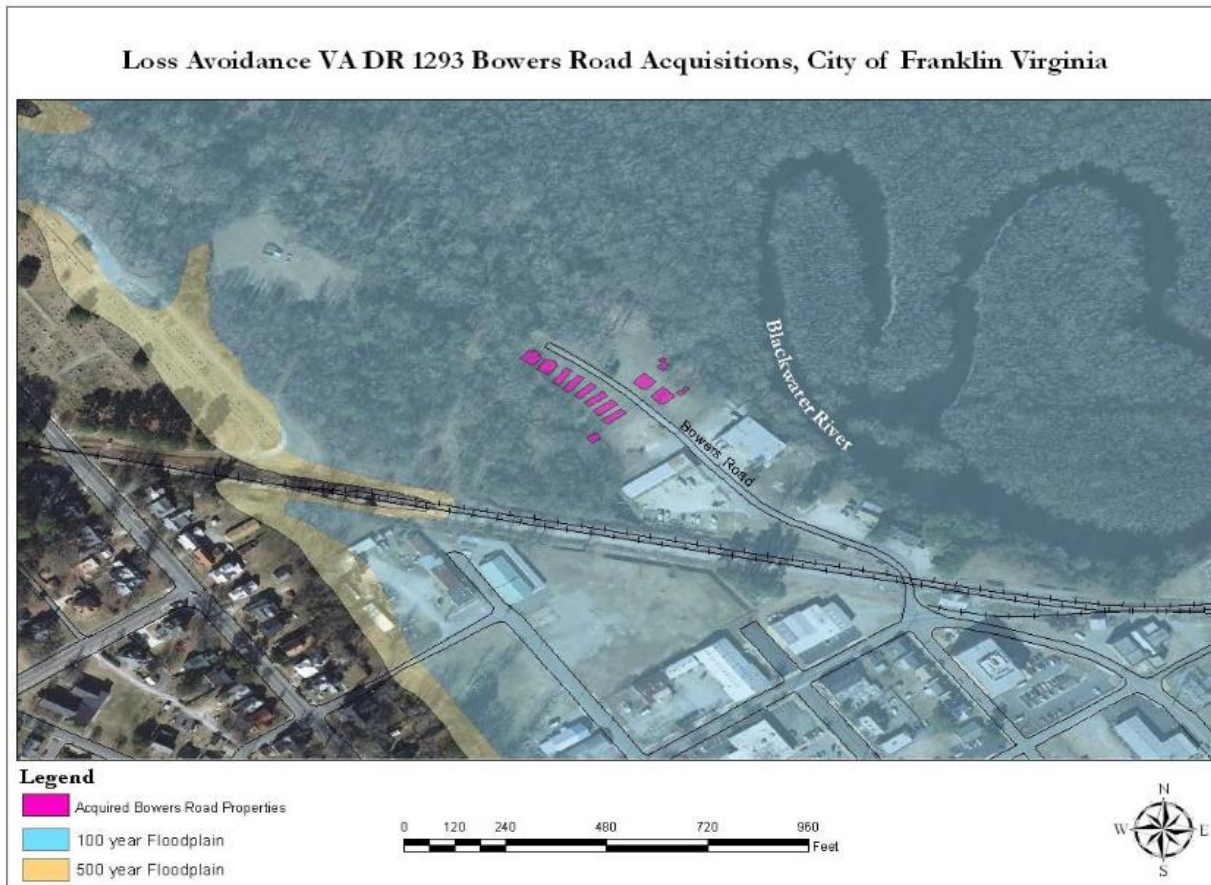 Loss Avoidance VA DR 1293 Bowers Road Acquisitions, City of Franklin Virginia
Blackwater River
Bowers Road
Legend
Acquired Bowers Road Properties
100 year Floodplain
500 year Floodplain
0 120 240 480 720 960
Feet
N
W E
S